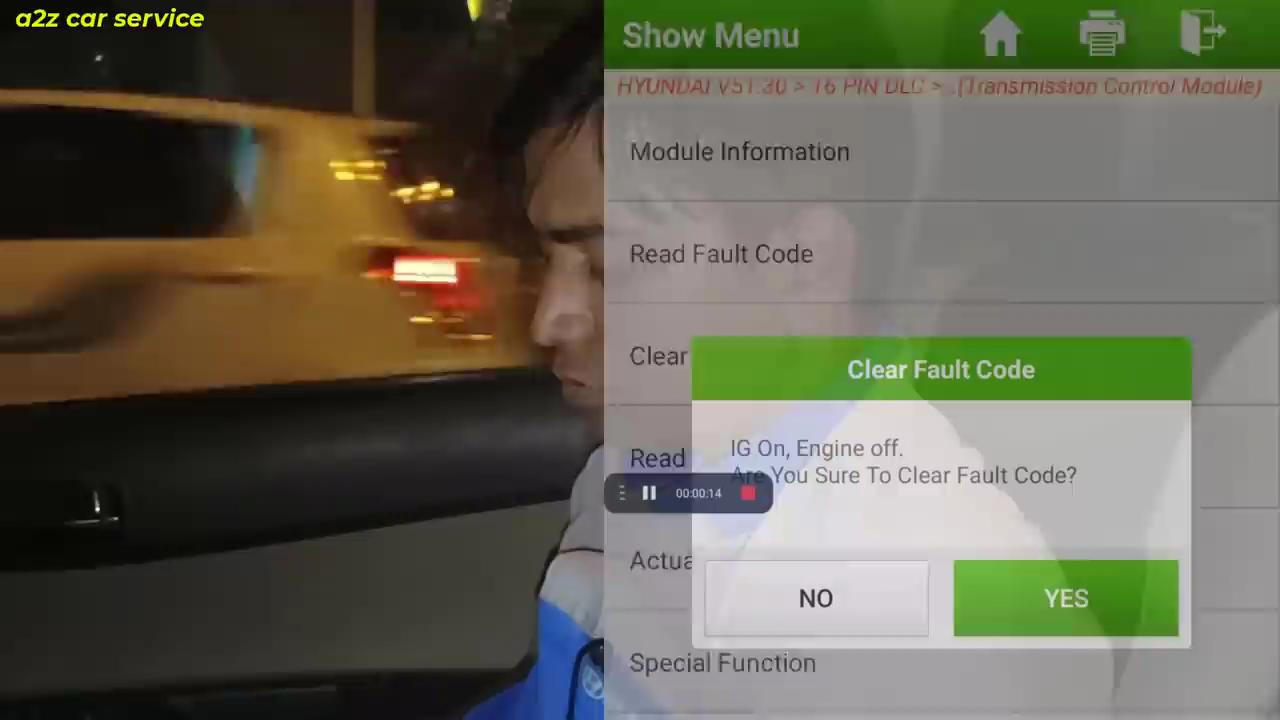 a2z car service
Show Menu
HYUNDAI V51.30 > 16 PIN DLC > ..(Transmission Control Module)
Module Information
Read Fault Code
Clear
Clear Fault Code
IG On, Engine off.
Are You Sure To Clear Fault Code?
Read
00:00:14
Actua
NO
YES
Special Function